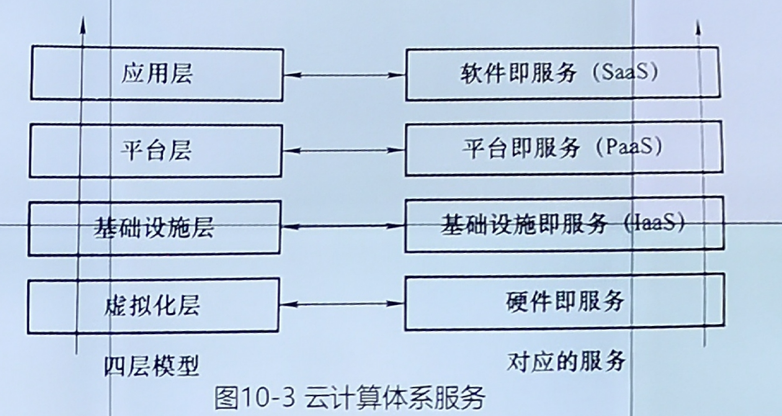 应用层 软件即服务（SaaS）
平台层 平台即服务（PaaS）
基础设施层 基础设施即服务（IaaS）
虚拟化层 硬件即服务
四层模型 对应的服务
图10-3 云计算体系服务